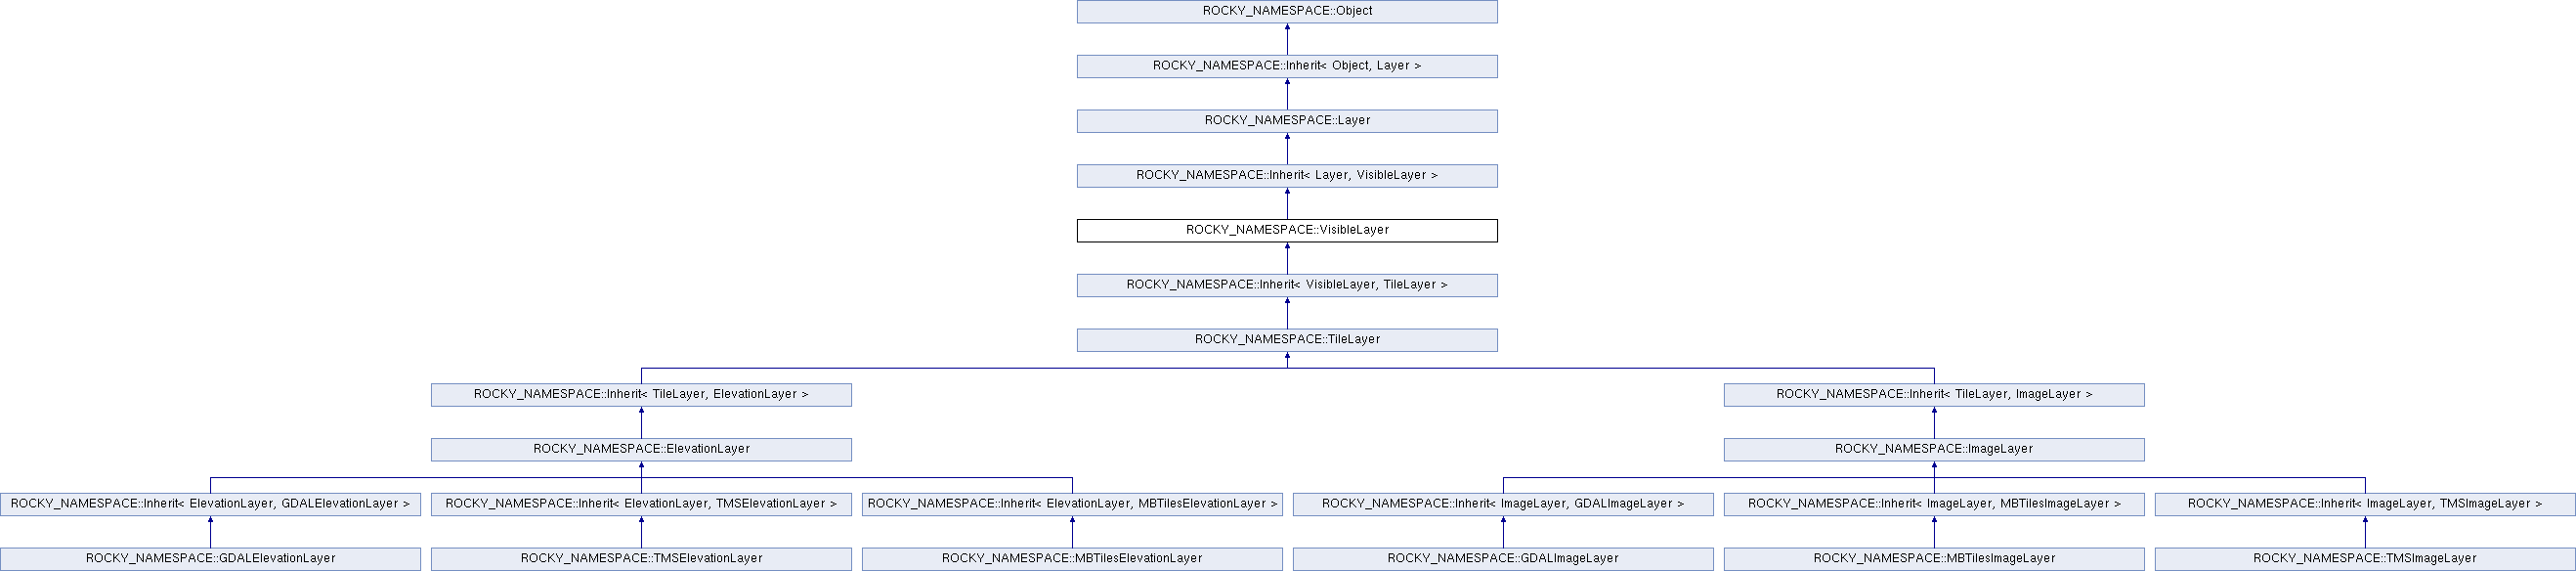 ROCKY_NAMESPACE::Object
ROCKY_NAMESPACE::Inherit< Object, Layer >
ROCKY_NAMESPACE::Layer
ROCKY_NAMESPACE::Inherit< Layer, VisibleLayer >
ROCKY_NAMESPACE::VisibleLayer
ROCKY_NAMESPACE::Inherit< VisibleLayer, TileLayer >
ROCKY_NAMESPACE::TileLayer
ROCKY_NAMESPACE::Inherit< TileLayer, ElevationLayer >
ROCKY_NAMESPACE::Inherit< TileLayer, ImageLayer >
ROCKY_NAMESPACE::ElevationLayer
ROCKY_NAMESPACE::ImageLayer
ROCKY_NAMESPACE::Inherit< ElevationLayer, GDALElevationLayer >
ROCKY_NAMESPACE::Inherit< ElevationLayer, TMSElevationLayer >
ROCKY_NAMESPACE::Inherit< ElevationLayer, MBTilesElevationLayer >
ROCKY_NAMESPACE::Inherit< ImageLayer, GDALImageLayer >
ROCKY_NAMESPACE::Inherit< ImageLayer, MBTilesImageLayer >
ROCKY_NAMESPACE::Inherit< ImageLayer, TMSImageLayer >
ROCKY_NAMESPACE::GDALElevationLayer
ROCKY_NAMESPACE::TMSElevationLayer
ROCKY_NAMESPACE::MBTilesElevationLayer
ROCKY_NAMESPACE::GDALImageLayer
ROCKY_NAMESPACE::MBTilesImageLayer
ROCKY_NAMESPACE::TMSImageLayer